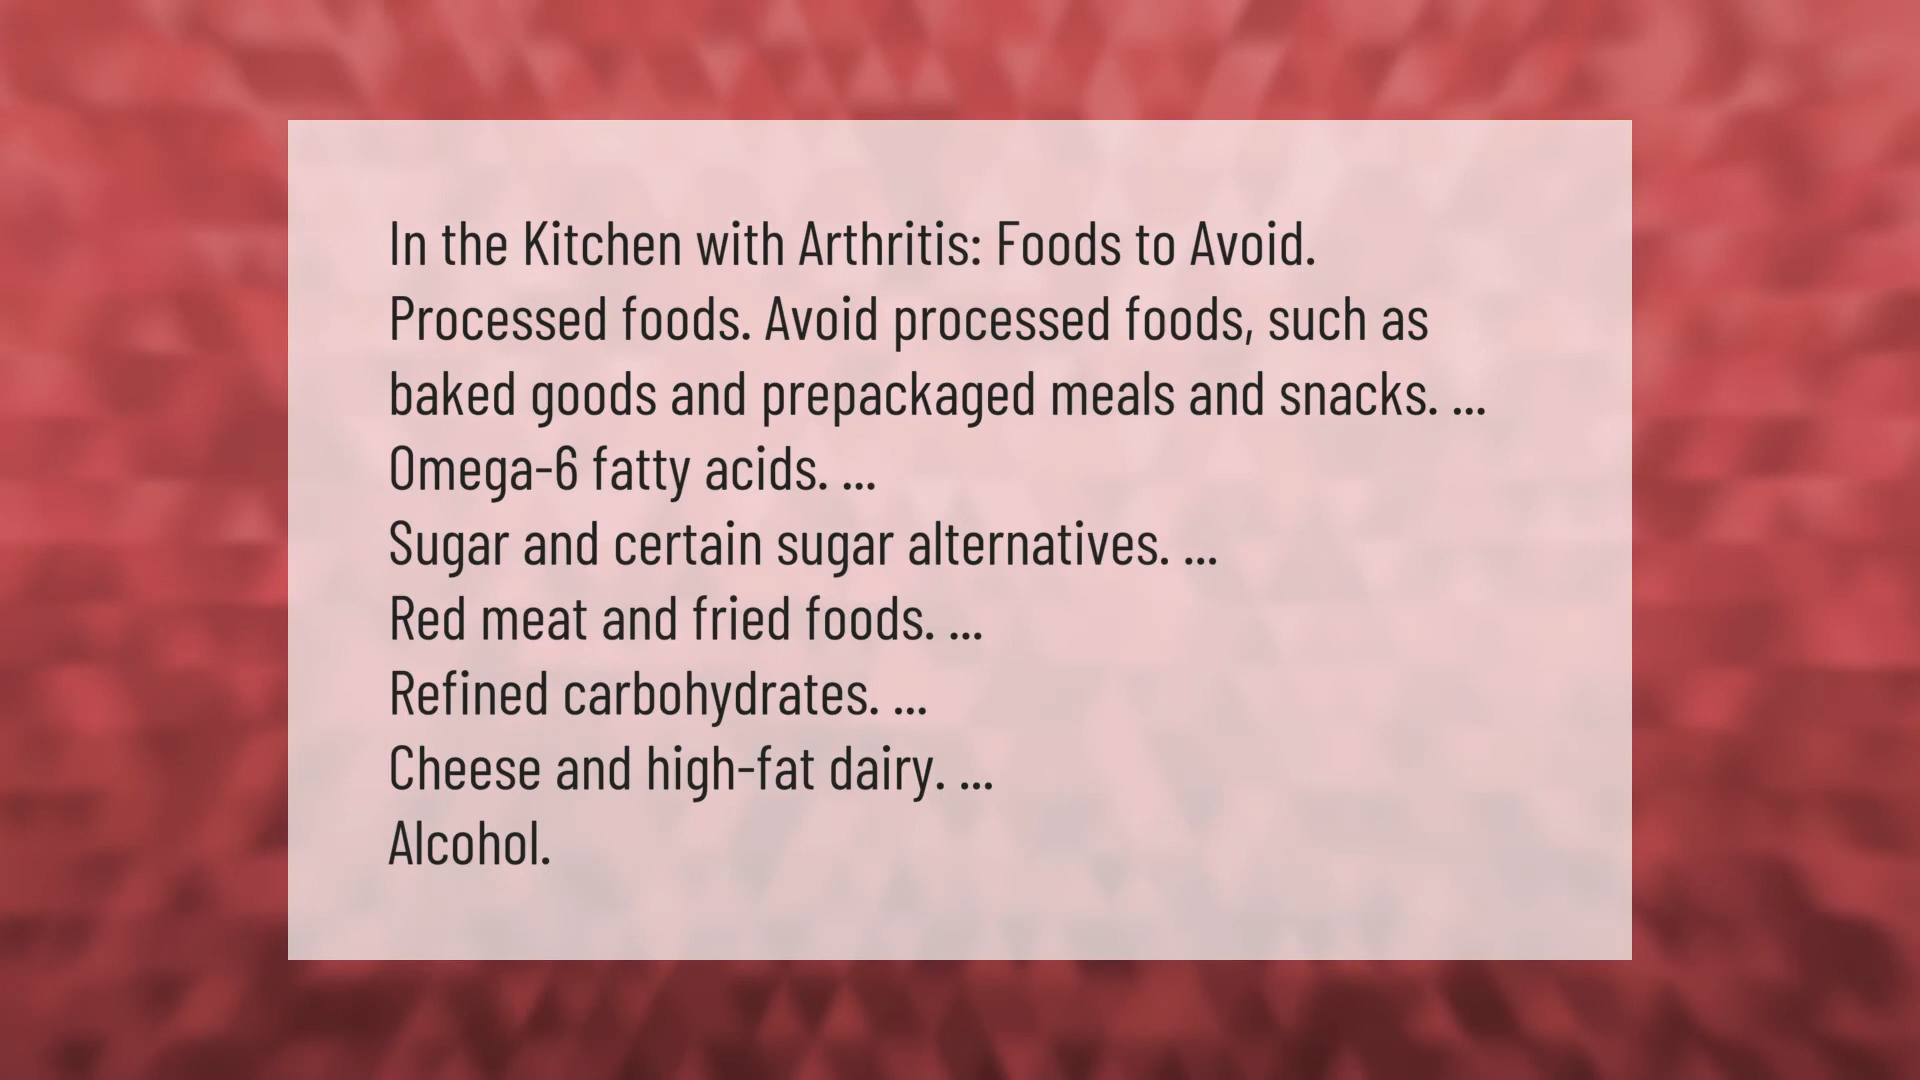 In the Kitchen with Arthritis: Foods to Avoid.
Processed foods. Avoid processed foods, such as
baked goods and prepackaged meals and snacks. ...
Omega-6 fatty acids. ...
Sugar and certain sugar alternatives. ...
Red meat and fried foods. ...
Refined carbohydrates. ...
Cheese and high-fat dairy. ...
Alcohol.